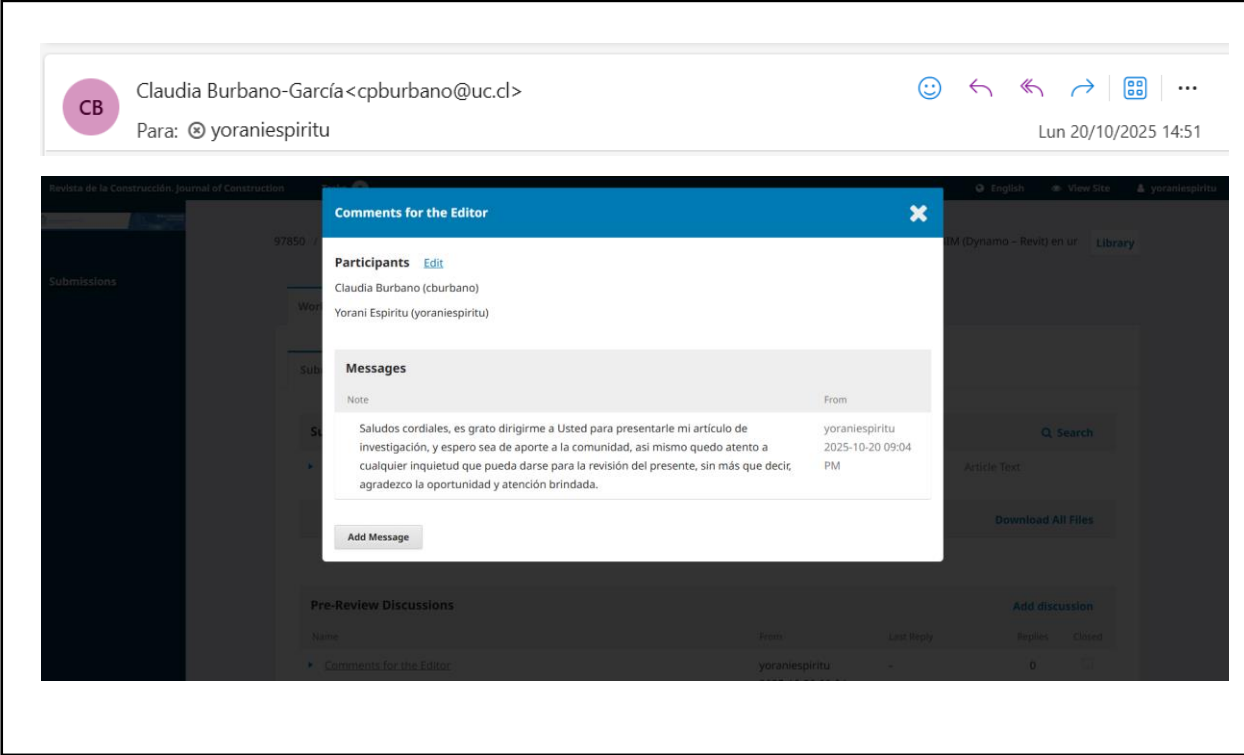 CB
Claudia Burbano-García<cpburbano@uc.cl>
Para: yoraniespiritu
Lun 20/10/2025 14:51
Revista de la Construcción. Journal of Construction
Tasks
English
View Site
yoraniespiritu
Comments for the Editor
97850 /
IM (Dynamo – Revit) en ur
Library
Participants Edit
Submissions
Claudia Burbano (cburbano)
Yorani Espiritu (yoraniespiritu)
Messages
Note From
Saludos cordiales, es grato dirigirme a Usted para presentarle mi artículo de
investigación, y espero sea de aporte a la comunidad, asi mismo quedo atento a
cualquier inquietud que pueda darse para la revisión del presente, sin más que decir,
agradezco la oportunidad y atención brindada.
yoraniespiritu
2025-10-20 09:04
PM
Search
Article Text
Download All Files
Add Message
Pre-Review Discussions
Add discussion
Name From Last Reply Replies Closed
Comments for the Editor yoraniespiritu - 0